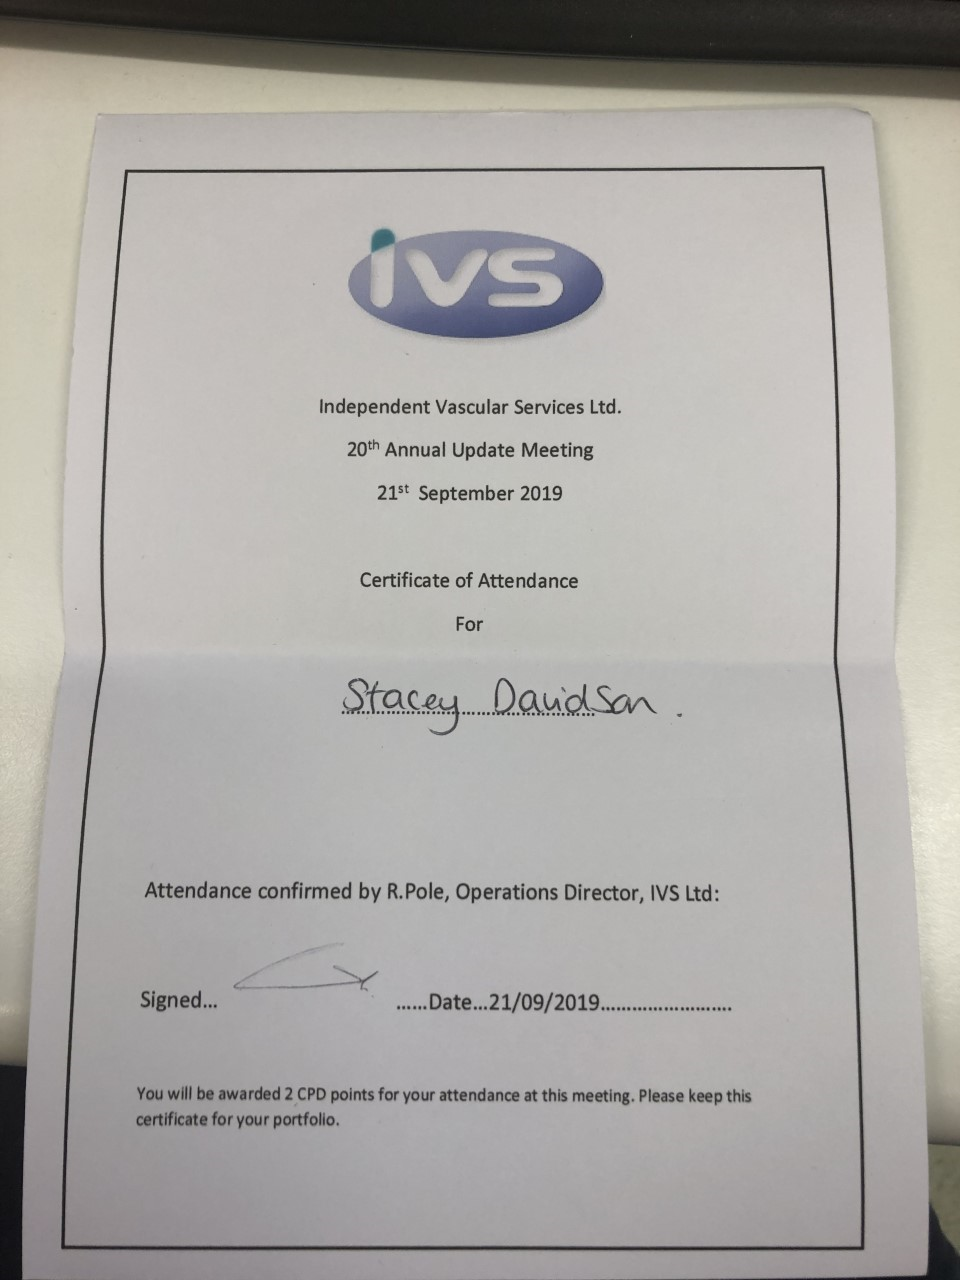 ivs
Independent Vascular Services Ltd.
20th Annual Update Meeting
21st September 2019
Certificate of Attendance
For
Stacey Davidson.
Attendance confirmed by R.Pole, Operations Director, IVS Ltd:
Signed... ......Date...21/09/2019........................
You will be awarded 2 CPD points for your attendance at this meeting. Please keep this
certificate for your portfolio.